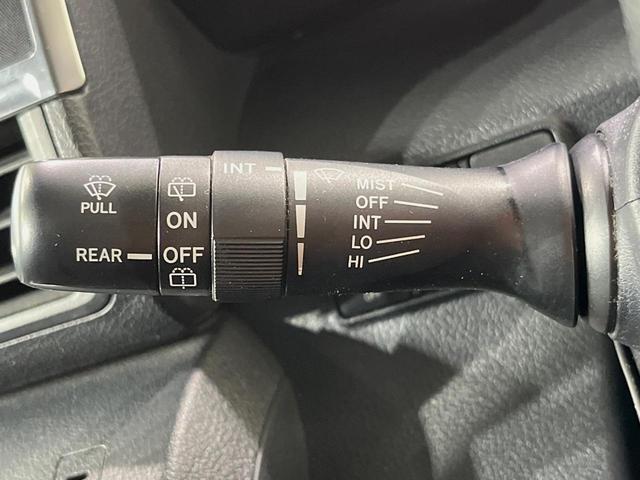 PULL
REAR
ON
OFF
INT
MIST
OFF
INT
LO
HI